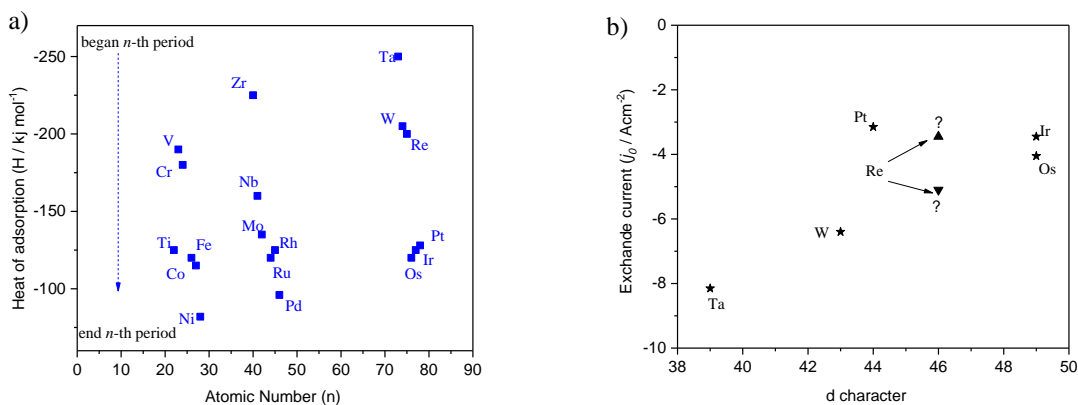 a)
began n-th period
end n-th period
Heat of adsorption (H / kj mol⁻¹)
-250
-200
-150
-100
0 10 20 30 40 50 60 70 80 90
Atomic Number (n)
Ta
Zr
W
Re
V
Cr
Nb
Mo
Ti
Fe
Rh
Pt
Co
Ru
Ir
Os
Ni
Pd
b)
Exchande current (j₀ / Acm⁻²)
0
-2
-4
-6
-8
-10
38 40 42 44 46 48 50
d character
Pt
?
Ir
Re
Os
?
W
Ta